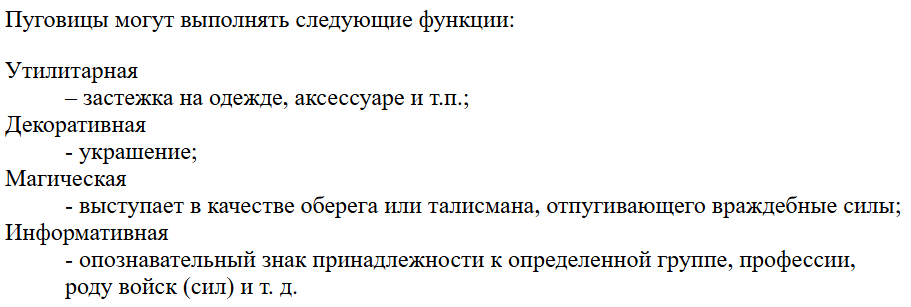 Пуговицы могут выполнять следующие функции:
Утилитарная
– застежка на одежде, аксессуаре и т.п.;
Декоративная
- украшение;
Магическая
- выступает в качестве оберега или талисмана, отпугивающего враждебные силы;
Информативная
- опознавательный знак принадлежности к определенной группе, профессии,
роду войск (сил) и т. д.